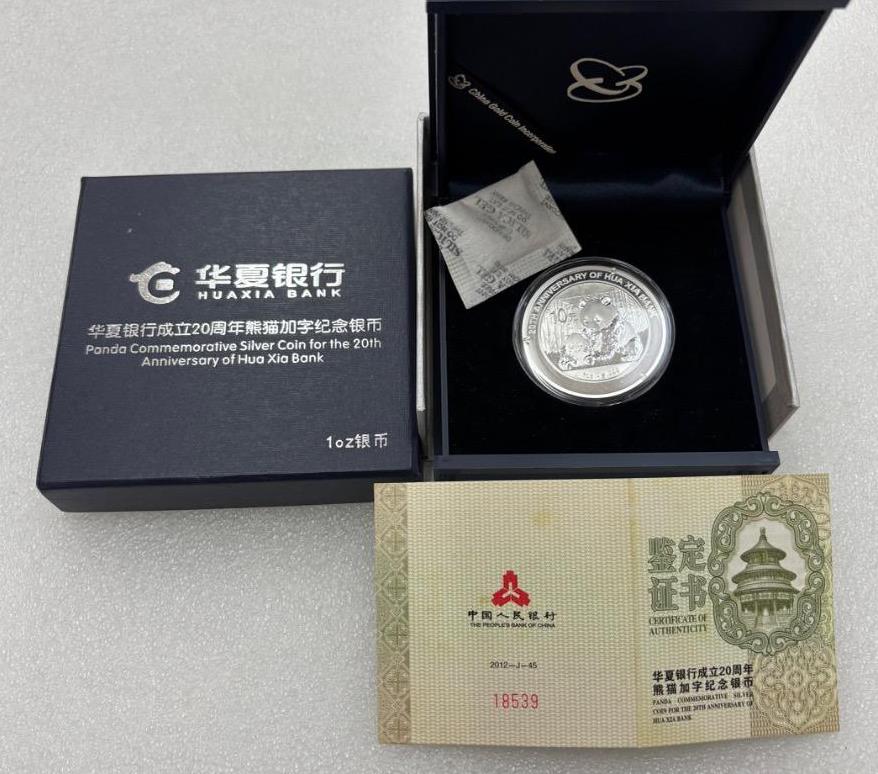 华夏银行
HUAXIA BANK
华夏银行成立20周年熊猫加字纪念银币
Panda Commemorative Silver Coin for the 20th
Anniversary of Hua Xia Bank
1oz银币
China Gold Coin Incorporation
SILICA GEL
20TH ANNIVERSARY OF HUA XIA BANK
中国人民银行
THE PEOPLE'S BANK OF CHINA
2012-J-45
18539
鉴定
证书
CERTIFICATE OF
AUTHENTICITY
华夏银行成立20周年
熊猫加字纪念银币
PANDA COMMEMORATIVE SILVER
COIN FOR THE 20TH ANNIVERSARY OF
HUA XIA BANK